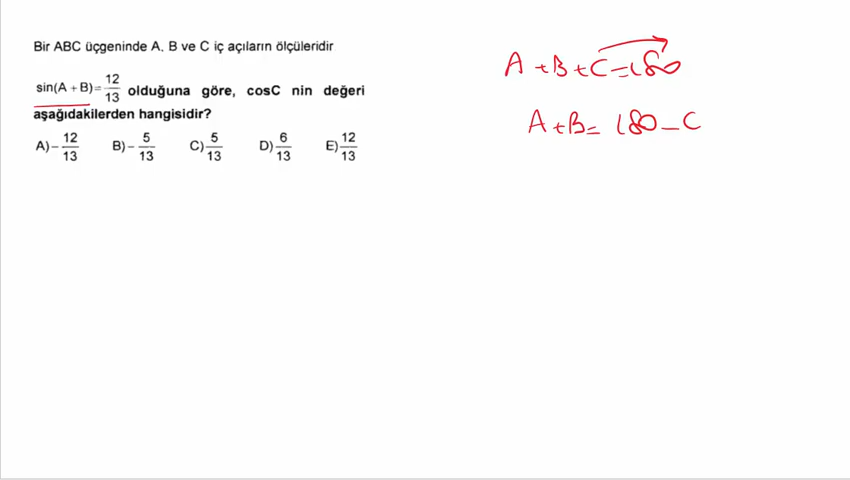 Bir ABC üçgeninde A, B ve C iç açıların ölçüleridir
sin(A+B)=12/13 olduğuna göre, cosC nin değeri
aşağıdakilerden hangisidir?
A)-12/13 B)-5/13 C)5/13 D)6/13 E)12/13
A+B+C=180
A+B=180-C